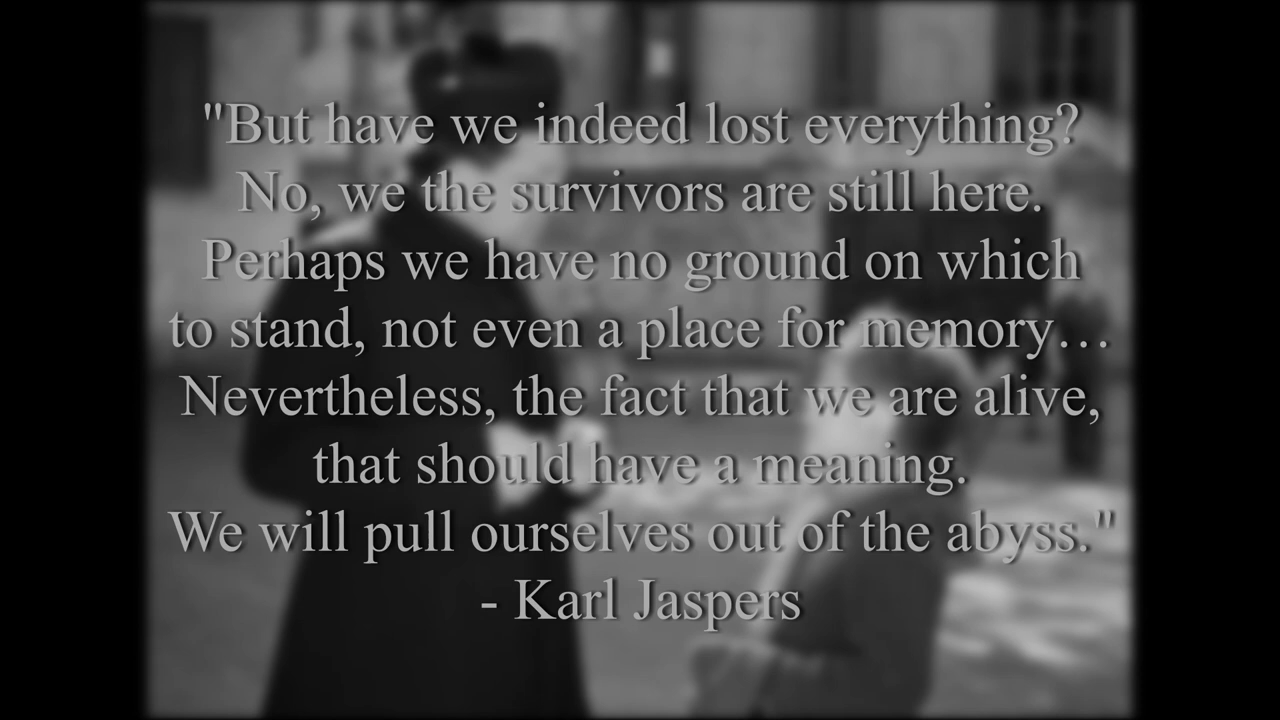 "But have we indeed lost everything?
No, we the survivors are still here.
Perhaps we have no ground on which
to stand, not even a place for memory…
Nevertheless, the fact that we are alive,
that should have a meaning.
We will pull ourselves out of the abyss."
- Karl Jaspers